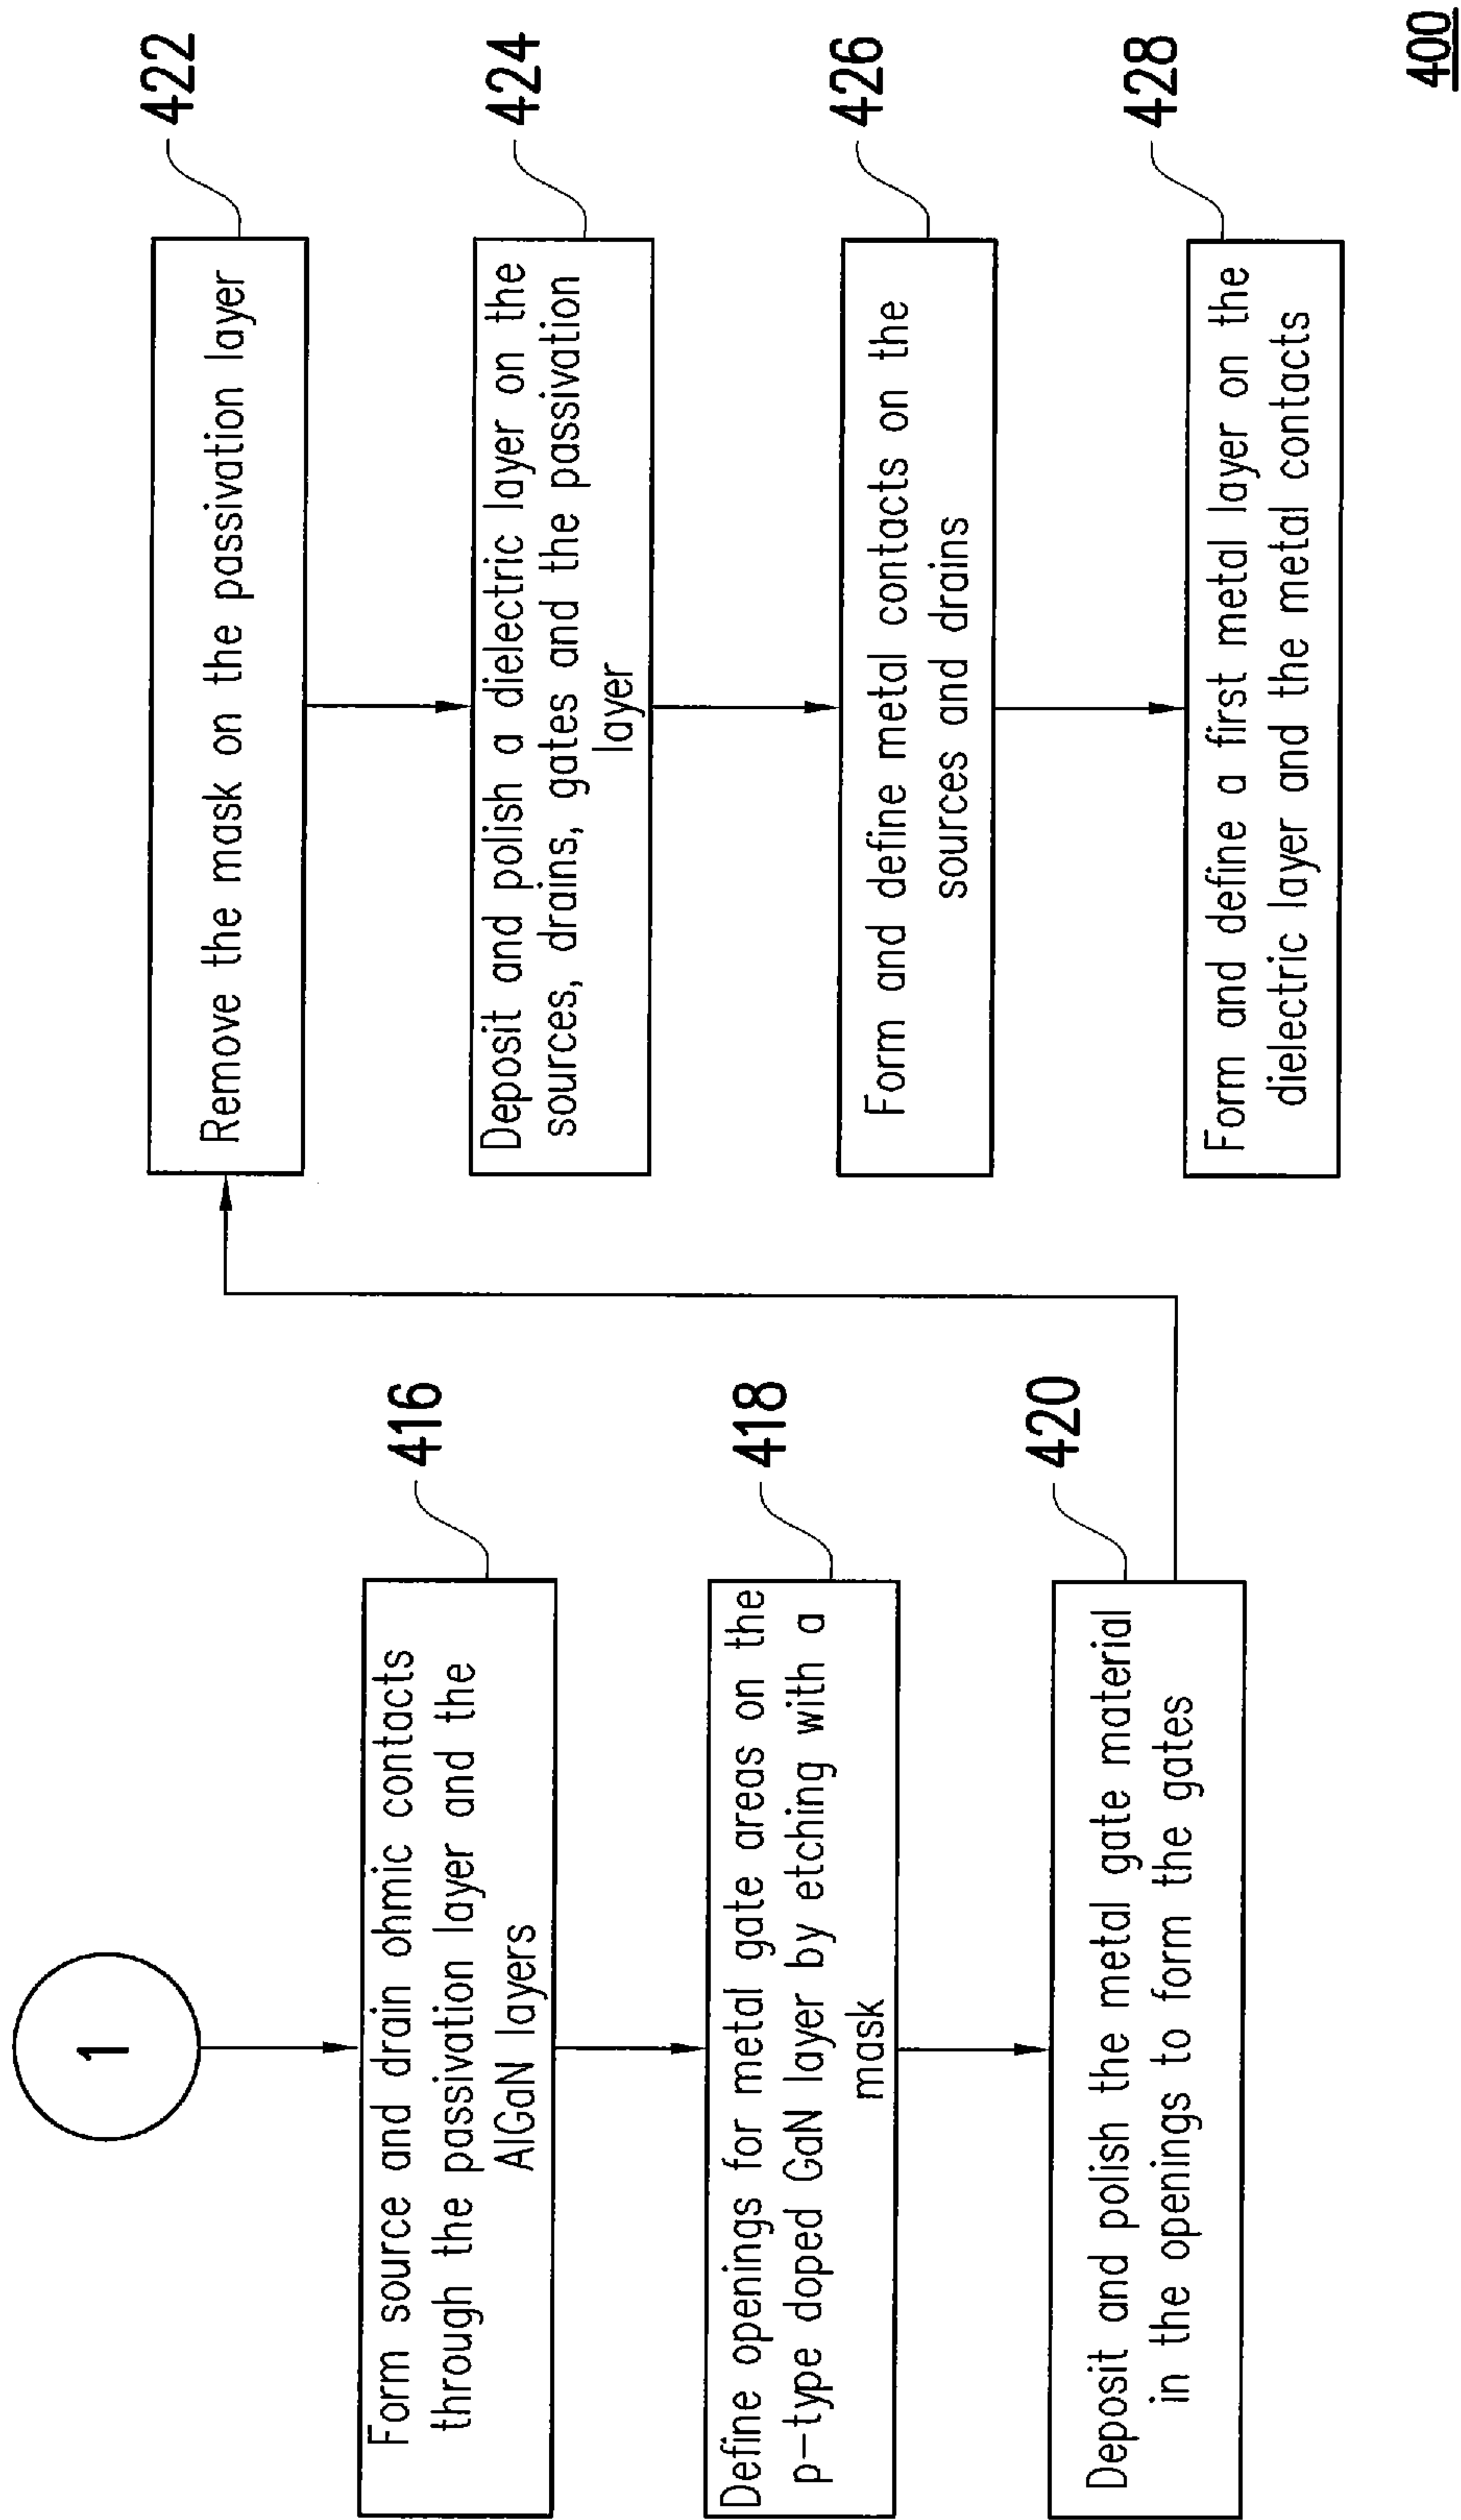 1
Form source and drain ohmic contacts
through the passivation layer and the
AlGaN layers
416
Define openings for metal gate areas on the
p-type doped GaN layer by etching with a
mask
418
Deposit and polish the metal gate material
in the openings to form the gates
420
Remove the mask on the passivation layer
422
Deposit and polish a dielectric layer on the
sources, drains, gates and the passivation
layer
424
Form and define metal contacts on the
sources and drains
426
Form and define a first metal layer on the
dielectric layer and the metal contacts
428
400